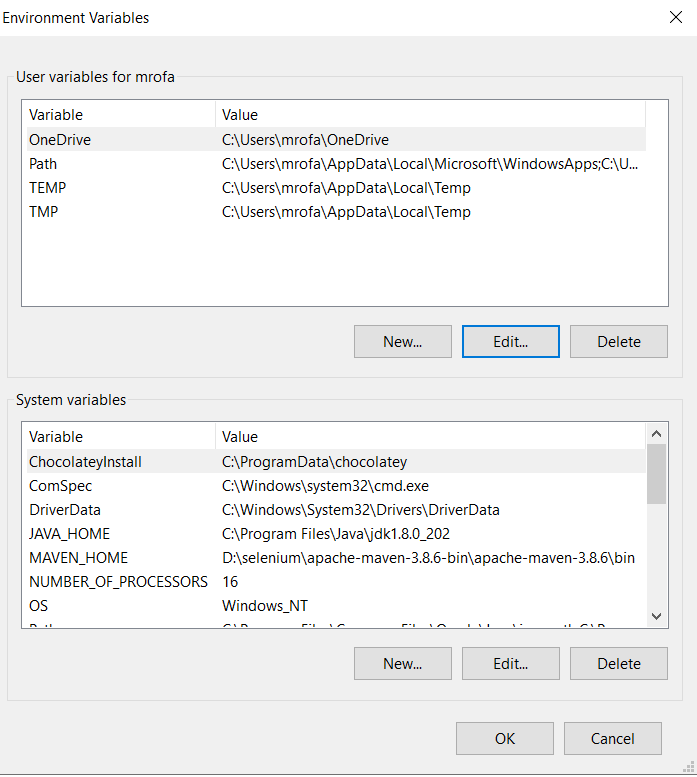 Environment Variables
User variables for mrofa
Variable Value
OneDrive C:\Users\mrofa\OneDrive
Path C:\Users\mrofa\AppData\Local\Microsoft\WindowsApps;C:\U...
TEMP C:\Users\mrofa\AppData\Local\Temp
TMP C:\Users\mrofa\AppData\Local\Temp
New... Edit... Delete
System variables
Variable Value
ChocolateyInstall C:\ProgramData\chocolatey
ComSpec C:\Windows\system32\cmd.exe
DriverData C:\Windows\System32\Drivers\DriverData
JAVA_HOME C:\Program Files\Java\jdk1.8.0_202
MAVEN_HOME D:\selenium\apache-maven-3.8.6-bin\apache-maven-3.8.6\bin
NUMBER_OF_PROCESSORS 16
OS Windows_NT
New... Edit... Delete
OK Cancel